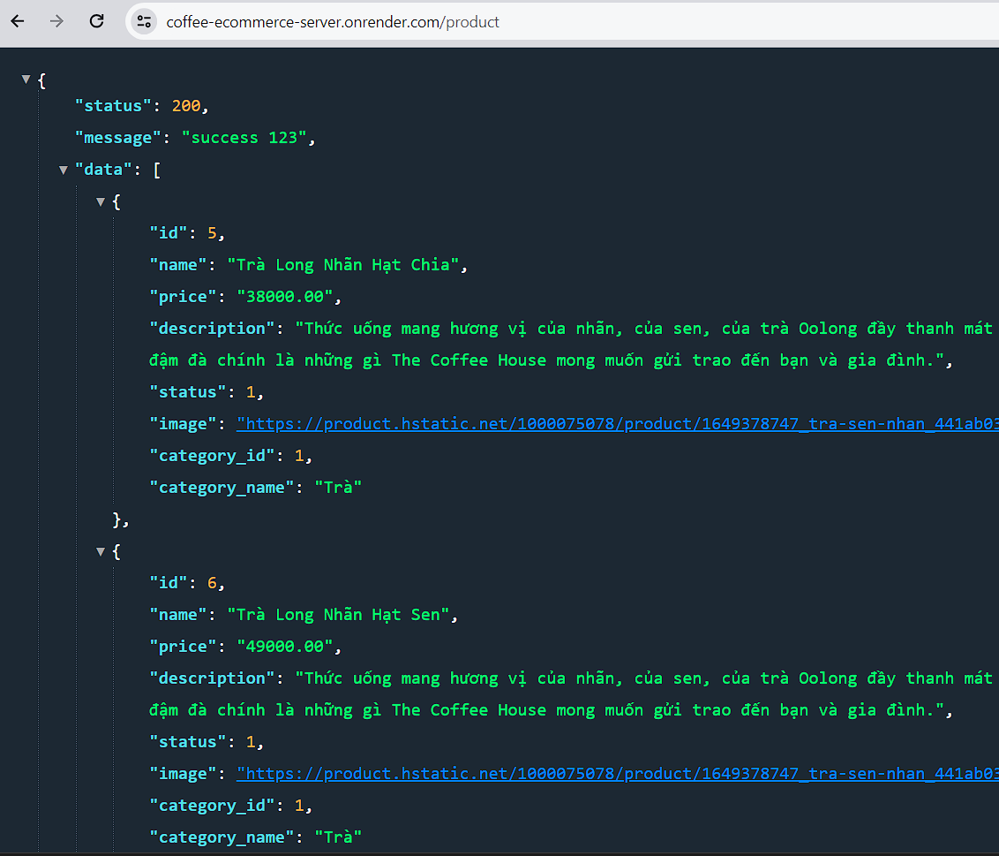 coffee-ecommerce-server.onrender.com/product
{
"status": 200,
"message": "success 123",
"data": [
{
"id": 5,
"name": "Trà Long Nhãn Hạt Chia",
"price": "38000.00",
"description": "Thức uống mang hương vị của nhãn, của sen, của trà Oolong đầy thanh mát
đậm đà chính là những gì The Coffee House mong muốn gửi trao đến bạn và gia đình.",
"status": 1,
"image": "https://product.hstatic.net/1000075078/product/1649378747_tra-sen-nhan_441ab03
"category_id": 1,
"category_name": "Trà"
},
{
"id": 6,
"name": "Trà Long Nhãn Hạt Sen",
"price": "49000.00",
"description": "Thức uống mang hương vị của nhãn, của sen, của trà Oolong đầy thanh mát
đậm đà chính là những gì The Coffee House mong muốn gửi trao đến bạn và gia đình.",
"status": 1,
"image": "https://product.hstatic.net/1000075078/product/1649378747_tra-sen-nhan_441ab03
"category_id": 1,
"category_name": "Trà"